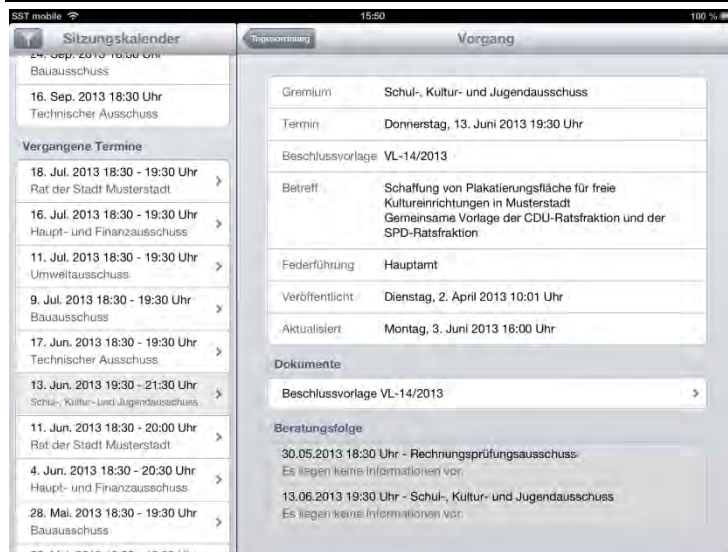 SST mobile
15:50
100 %
Sitzungskalender
24. Sep. 2013 18:30 Uhr
Bauausschuss
16. Sep. 2013 18:30 Uhr
Technischer Ausschuss
Vergangene Termine
18. Jul. 2013 18:30 - 19:30 Uhr
Rat der Stadt Musterstadt
16. Jul. 2013 18:30 - 19:30 Uhr
Haupt- und Finanzausschuss
11. Jul. 2013 18:30 - 19:30 Uhr
Umweltausschuss
9. Jul. 2013 18:30 - 19:30 Uhr
Bauausschuss
17. Jun. 2013 18:30 - 19:30 Uhr
Technischer Ausschuss
13. Jun. 2013 19:30 - 21:30 Uhr
Schul-, Kultur- und Jugendausschuss
11. Jun. 2013 18:30 - 20:00 Uhr
Rat der Stadt Musterstadt
4. Jun. 2013 18:30 - 20:30 Uhr
Haupt- und Finanzausschuss
28. Mai. 2013 18:30 - 19:30 Uhr
Bauausschuss
Tagesordnung
Vorgang
Gremium Schul-, Kultur- und Jugendausschuss
Termin Donnerstag, 13. Juni 2013 19:30 Uhr
Beschlussvorlage VL-14/2013
Betreff Schaffung von Plakatierungsfläche für freie
Kultureinrichtungen in Musterstadt
Gemeinsame Vorlage der CDU-Ratsfraktion und der
SPD-Ratsfraktion
Federführung Hauptamt
Veröffentlicht Dienstag, 2. April 2013 10:01 Uhr
Aktualisiert Montag, 3. Juni 2013 16:00 Uhr
Dokumente
Beschlussvorlage VL-14/2013
Beratungsfolge
30.05.2013 18:30 Uhr - Rechnungsprüfungsausschuss
Es liegen keine Informationen vor.
13.06.2013 19:30 Uhr - Schul-, Kultur- und Jugendausschuss
Es liegen keine Informationen vor.